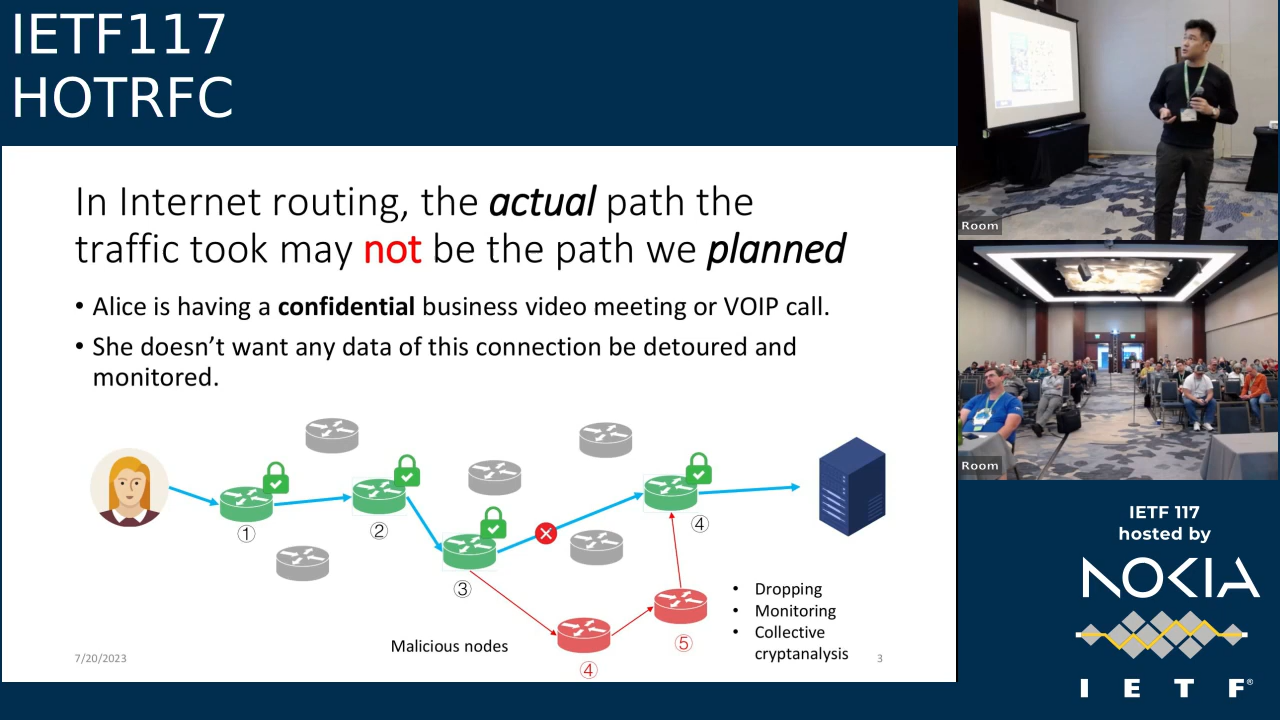 IETF117
HOTRFC
In Internet routing, the actual path the
traffic took may not be the path we planned
• Alice is having a confidential business video meeting or VOIP call.
• She doesn’t want any data of this connection be detoured and
monitored.
①
②
③
④
④
⑤
Malicious nodes
• Dropping
• Monitoring
• Collective
cryptanalysis
7/20/2023
3
Room
Room
IETF 117
hosted by
NOKIA
I E T F®